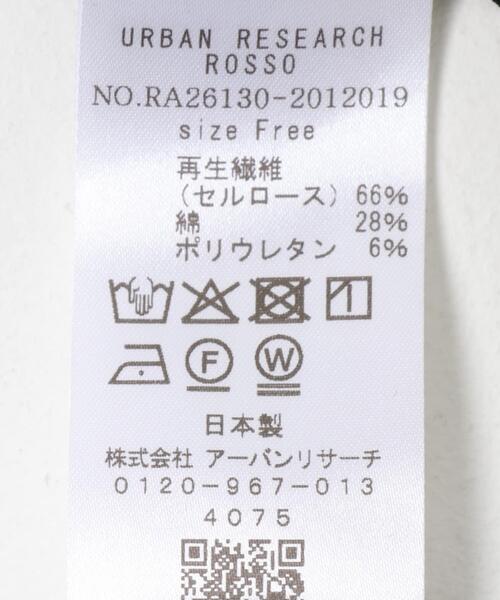 URBAN RESEARCH
ROSSO
NO.RA26130-2012019
size Free
再生繊維
（セルロース）66%
綿 28%
ポリウレタン 6%
F W
日本製
株式会社 アーバンリサーチ
0120-967-013
4075